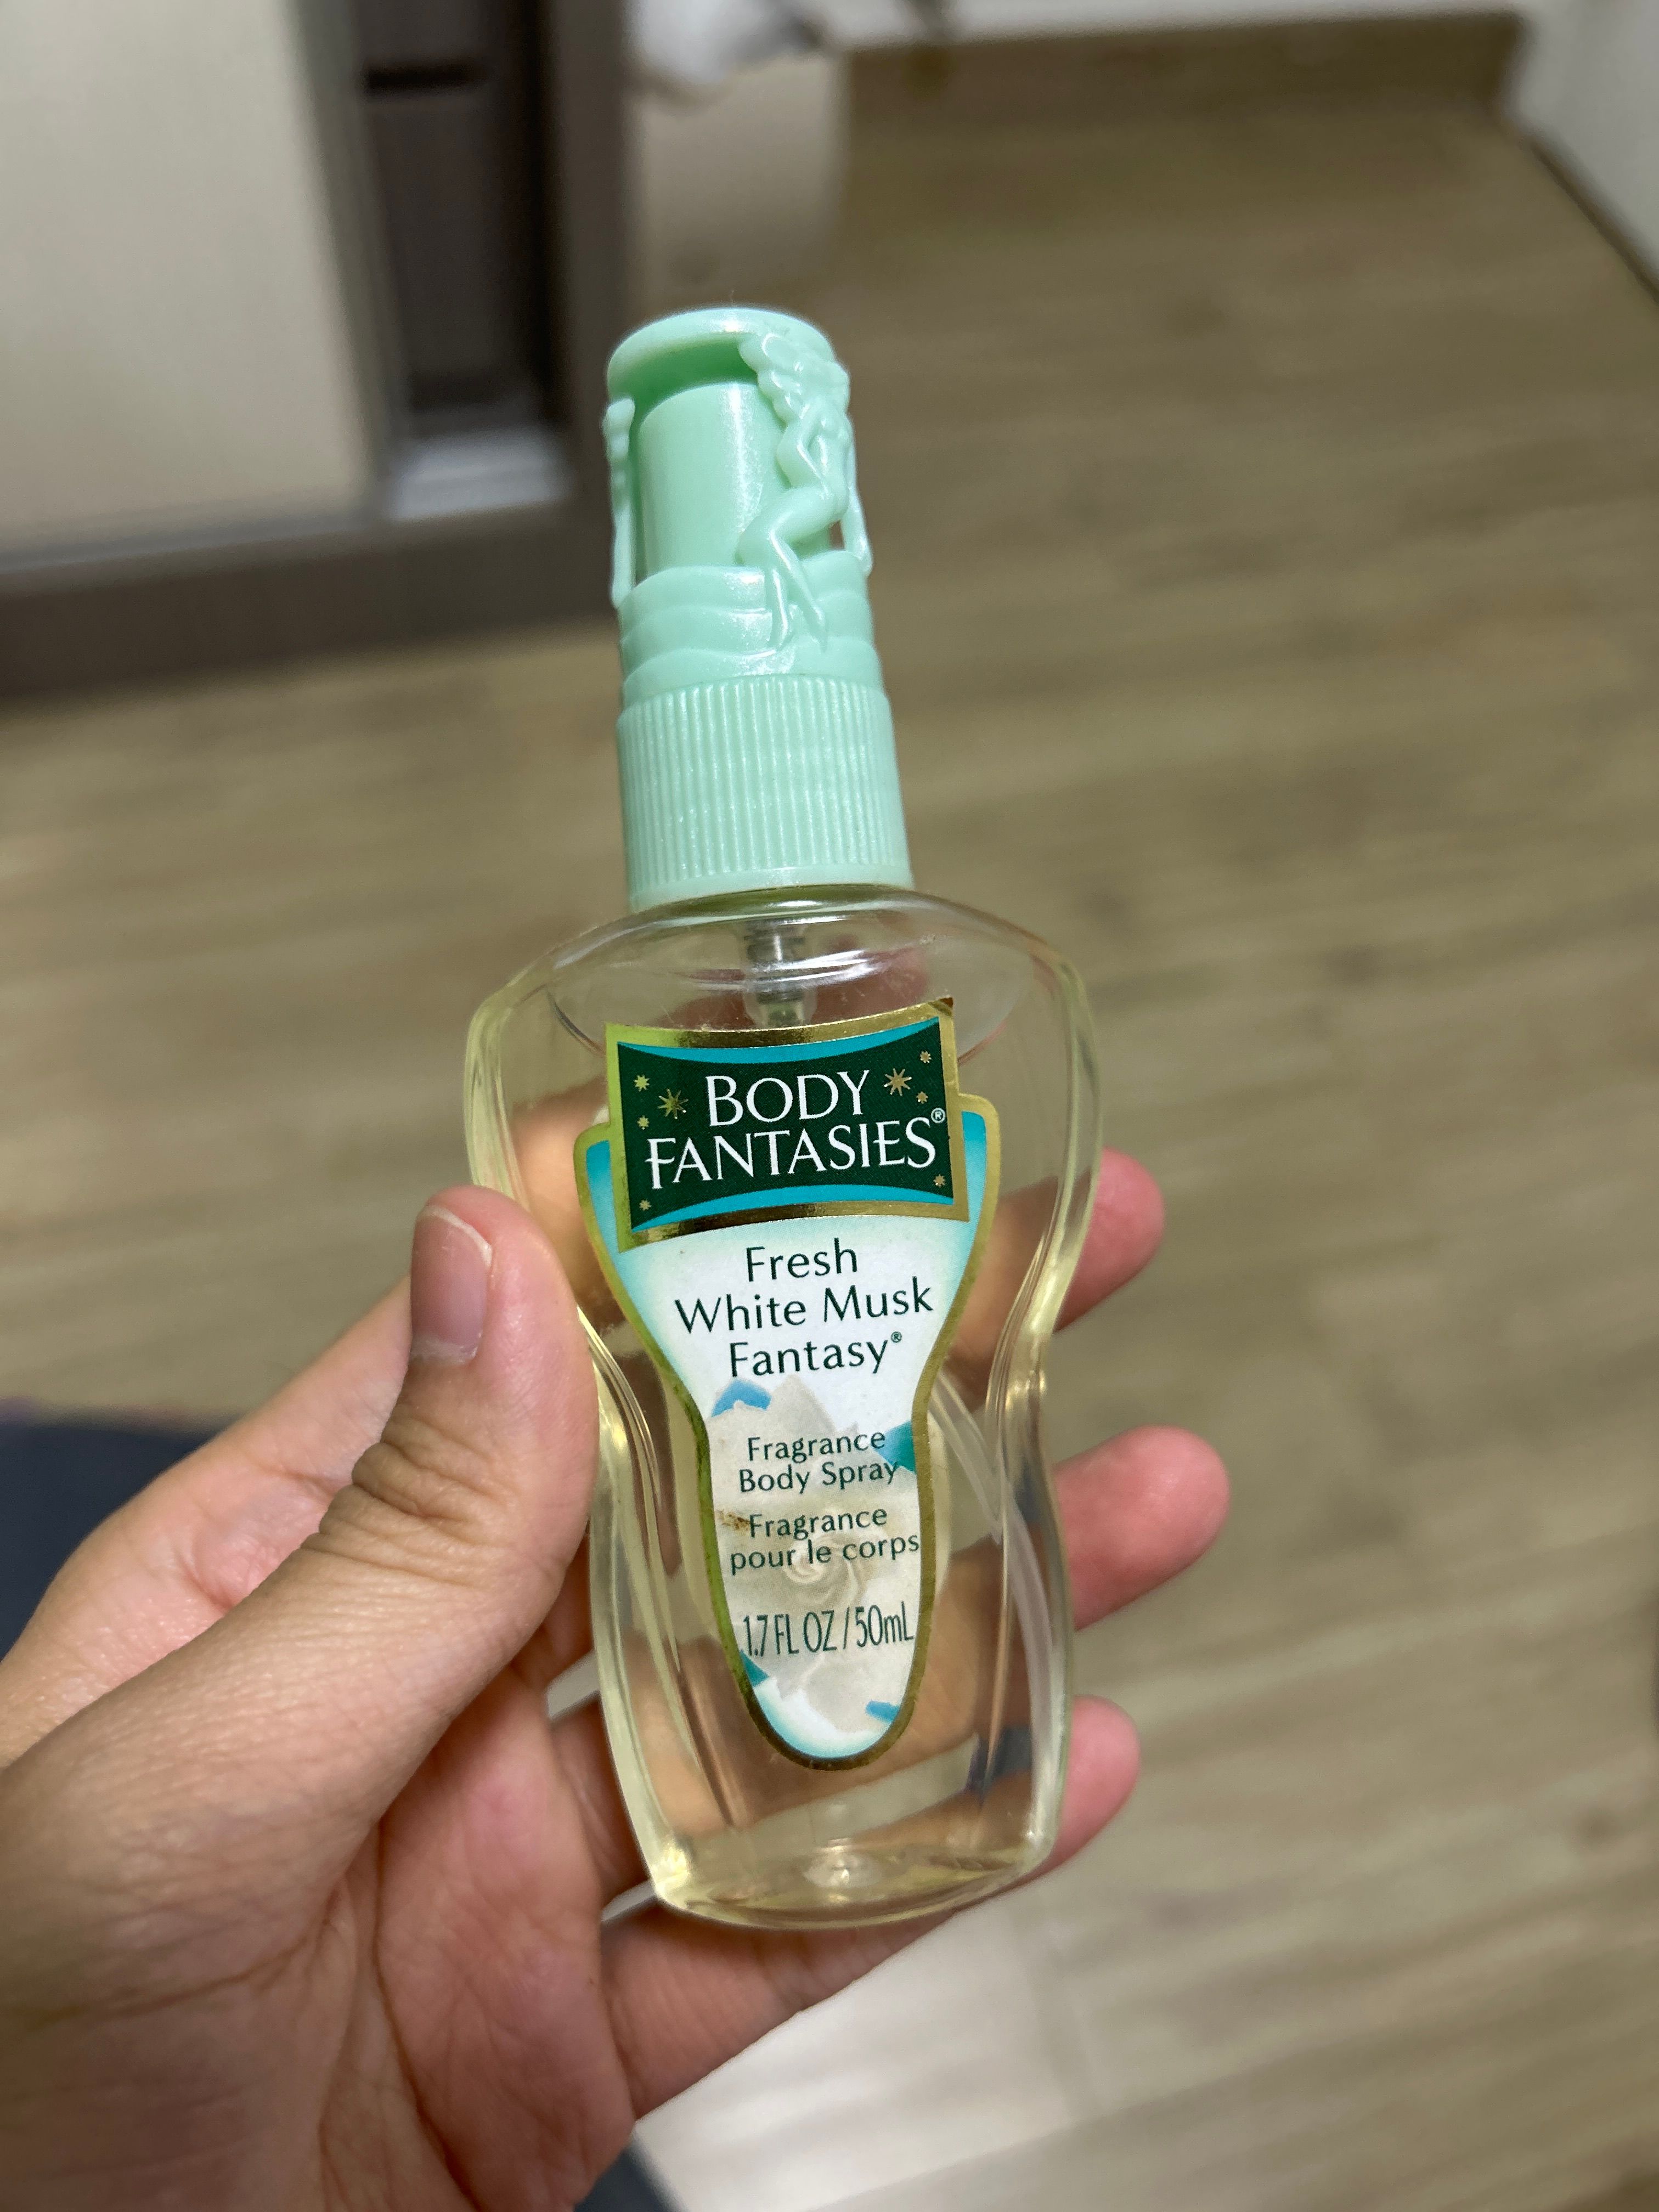 BODY
FANTASIES®
Fresh
White Musk
Fantasy®
Fragrance
Body Spray
Fragrance
pour le corps
1.7 FL OZ / 50mL